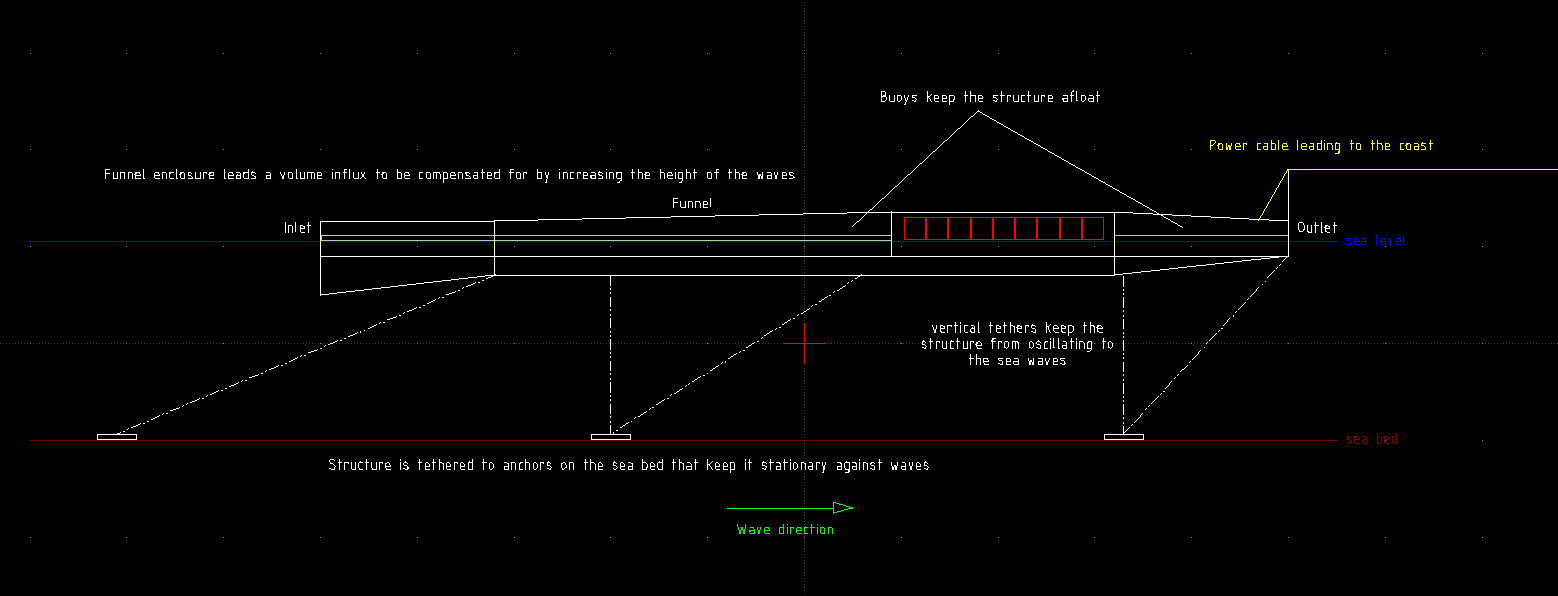 Buoys keep the structure afloat
Power cable leading to the coast
Funnel enclosure leads a volume influx to be compensated for by increasing the height of the waves
Funnel
Inlet
Outlet
sea level
vertical tethers keep the
structure from oscillating to
the sea waves
sea bed
Structure is tethered to anchors on the sea bed that keep it stationary against waves
Wave direction